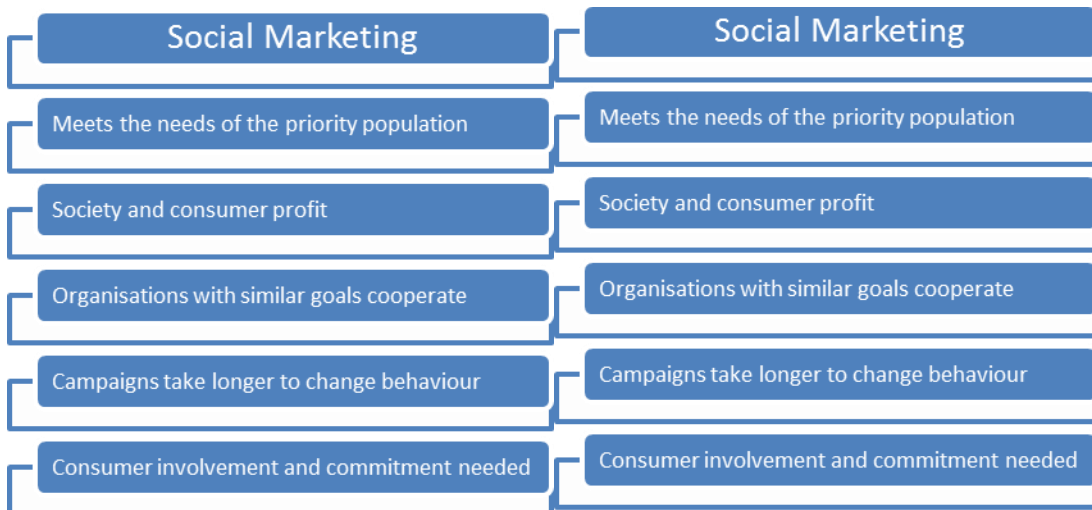 Social Marketing
Meets the needs of the priority population
Society and consumer profit
Organisations with similar goals cooperate
Campaigns take longer to change behaviour
Consumer involvement and commitment needed
Social Marketing
Meets the needs of the priority population
Society and consumer profit
Organisations with similar goals cooperate
Campaigns take longer to change behaviour
Consumer involvement and commitment needed